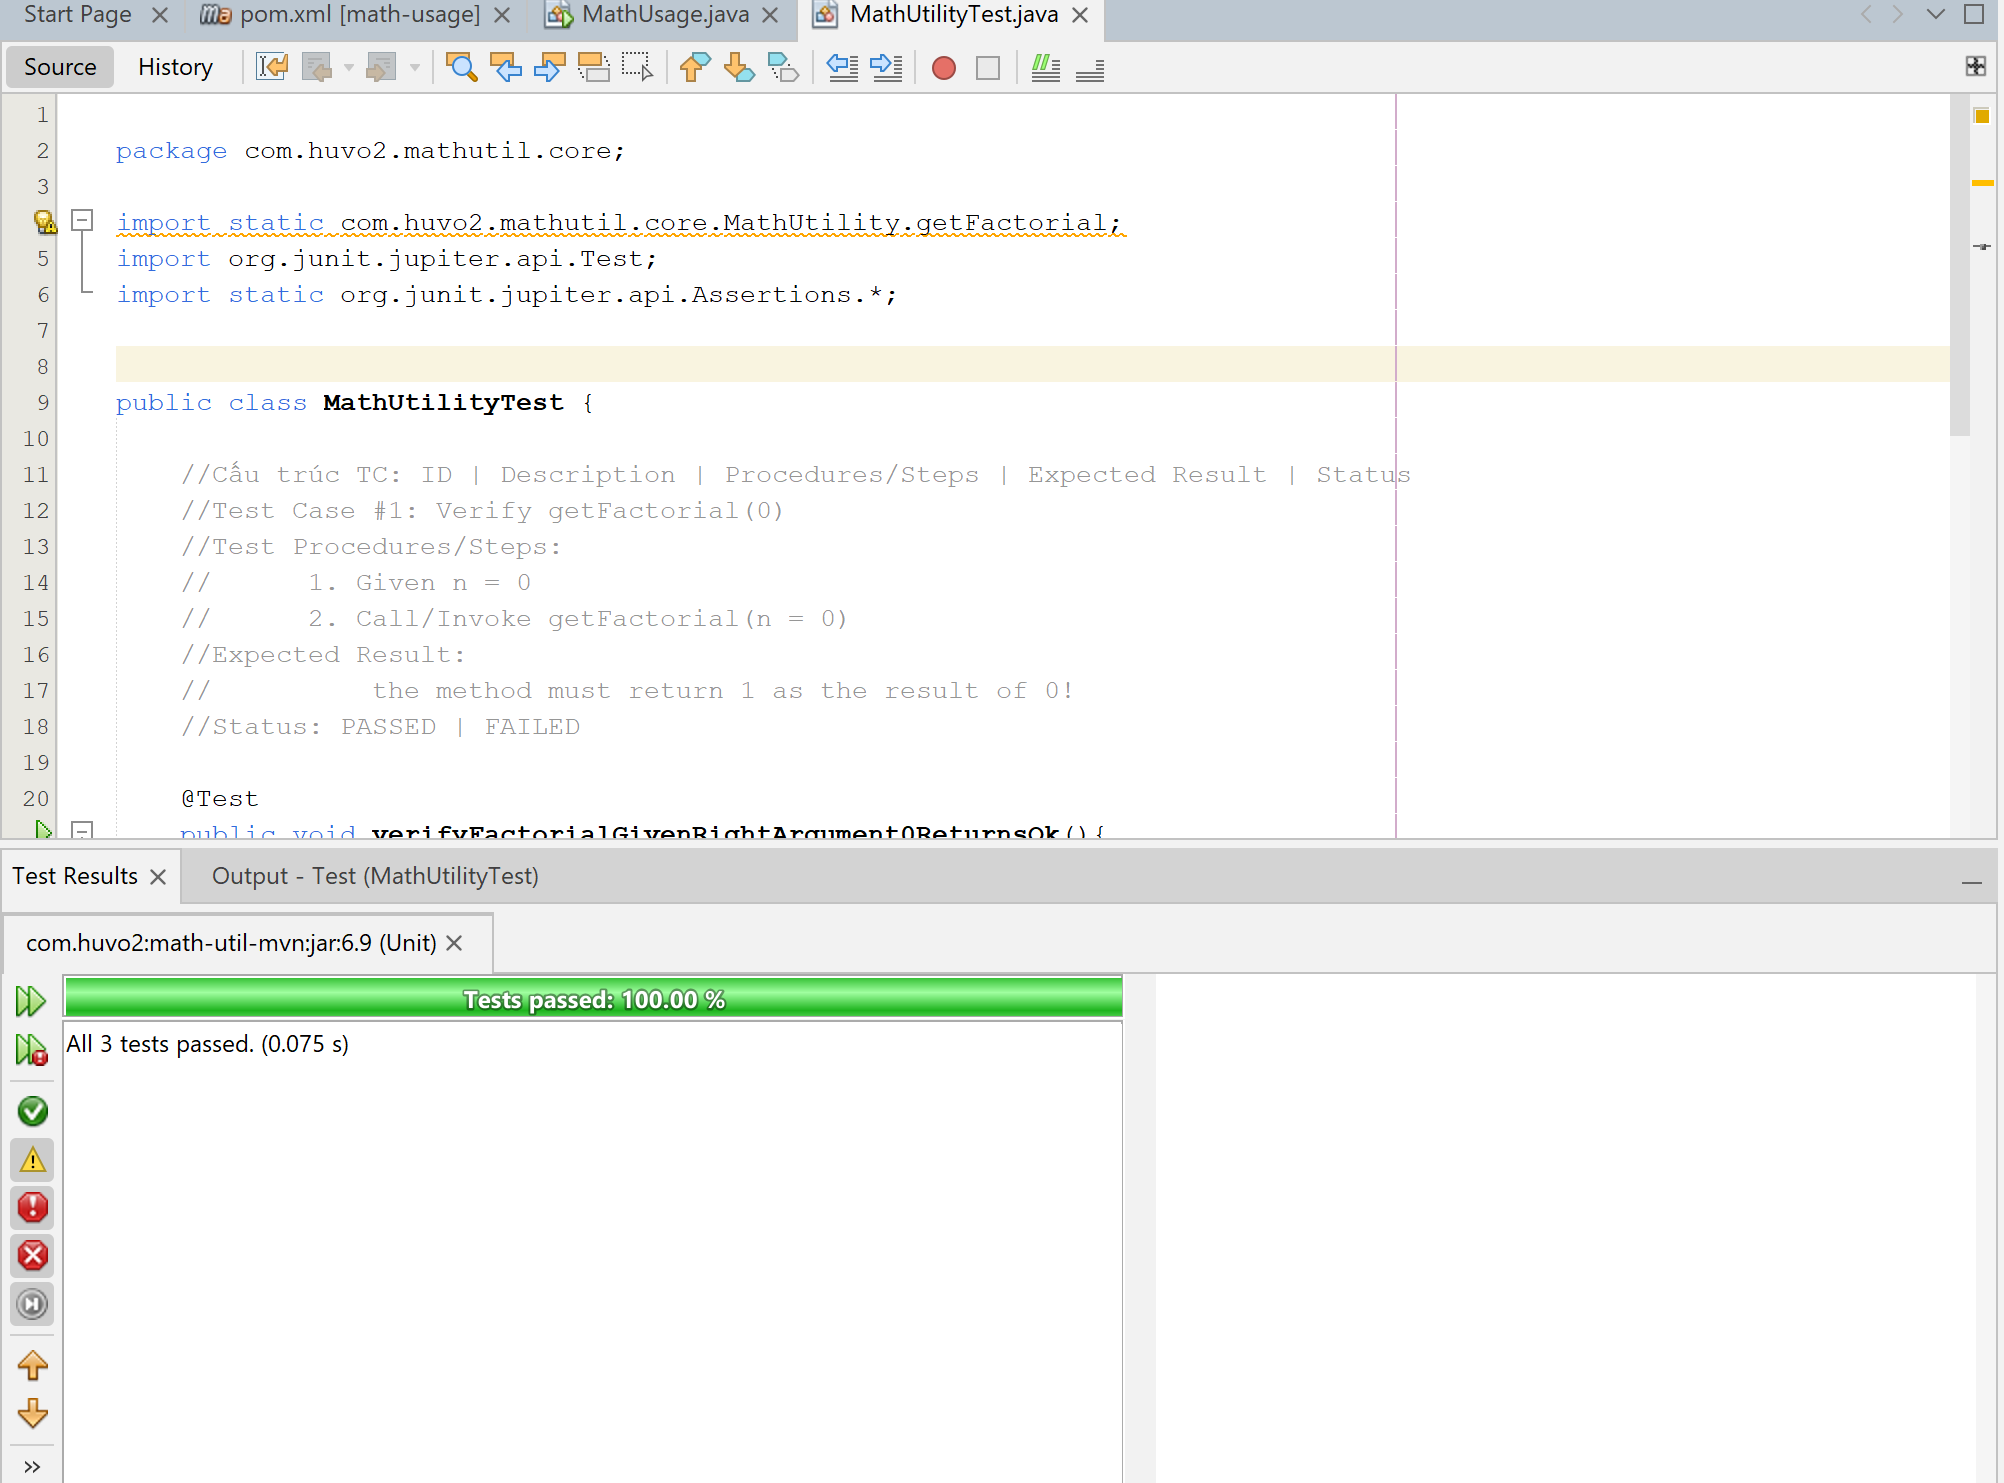 Start Page
pom.xml [math-usage]
MathUsage.java
MathUtilityTest.java
Source
History
1
2 package com.huvo2.mathutil.core;
3
import static com.huvo2.mathutil.core.MathUtility.getFactorial;
5 import org.junit.jupiter.api.Test;
6 import static org.junit.jupiter.api.Assertions.*;
7
8
9 public class MathUtilityTest {
10
11 //Cấu trúc TC: ID | Description | Procedures/Steps | Expected Result | Status
12 //Test Case #1: Verify getFactorial(0)
13 //Test Procedures/Steps:
14 // 1. Given n = 0
15 // 2. Call/Invoke getFactorial(n = 0)
16 //Expected Result:
17 // the method must return 1 as the result of 0!
18 //Status: PASSED | FAILED
19
20 @Test
public void verifyFactorialGivenRightArgument0ReturnsOk(){
Test Results
Output - Test (MathUtilityTest)
com.huvo2:math-util-mvn:jar:6.9 (Unit)
Tests passed: 100.00 %
All 3 tests passed. (0.075 s)